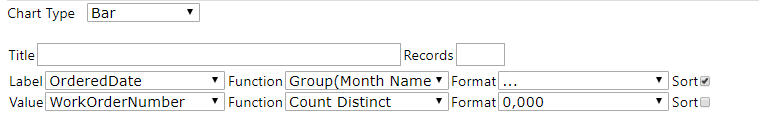 Chart Type Bar
Title Records
Label OrderedDate Function Group(Month Name Format ... Sort
Value WorkOrderNumber Function Count Distinct Format 0,000 Sort